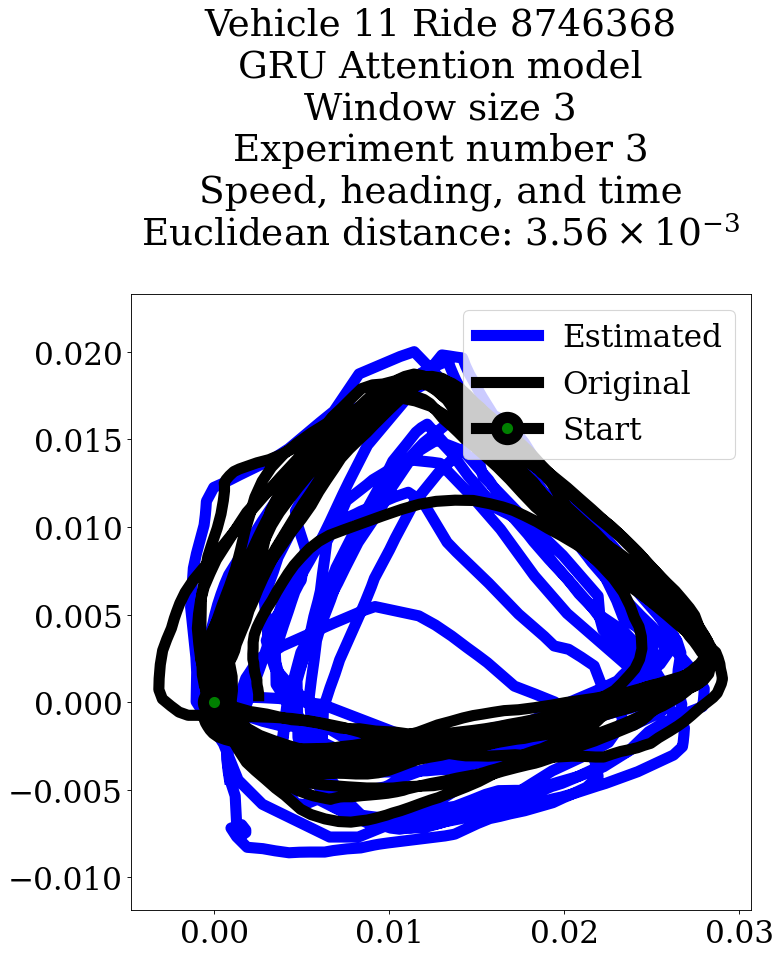 Vehicle 11 Ride 8746368
GRU Attention model
Window size 3
Experiment number 3
Speed, heading, and time
Euclidean distance: 3.56 × 10⁻³
Estimated
Original
Start
0.020
0.015
0.010
0.005
0.000
−0.005
−0.010
0.00 0.01 0.02 0.03